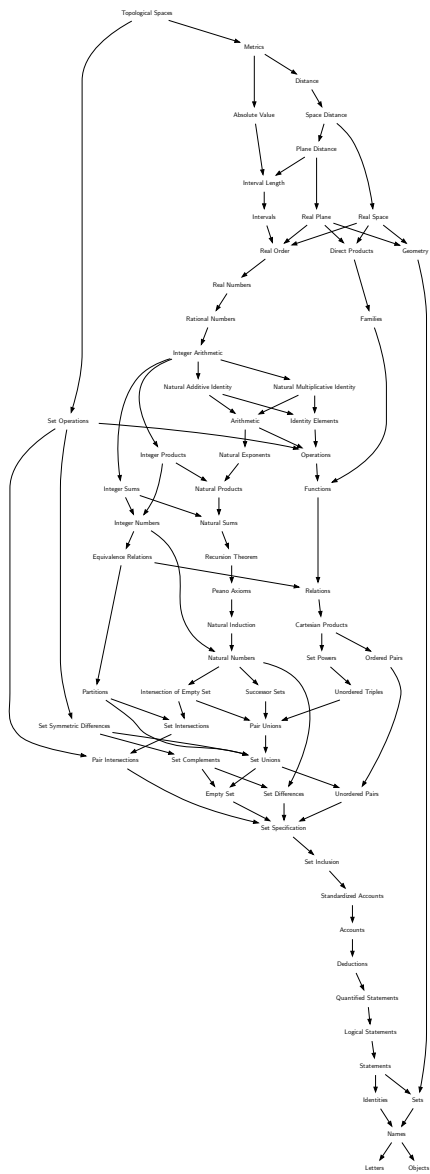 Topological Spaces
Metrics
Distance
Absolute Value
Space Distance
Plane Distance
Interval Length
Intervals
Real Plane
Real Space
Real Order
Direct Products
Geometry
Real Numbers
Rational Numbers
Families
Integer Arithmetic
Natural Additive Identity
Natural Multiplicative Identity
Set Operations
Arithmetic
Identity Elements
Integer Products
Natural Exponents
Operations
Integer Sums
Natural Products
Functions
Integer Numbers
Natural Sums
Equivalence Relations
Recursion Theorem
Peano Axioms
Relations
Natural Induction
Cartesian Products
Natural Numbers
Set Powers
Ordered Pairs
Partitions
Intersection of Empty Set
Successor Sets
Unordered Triples
Set Symmetric Differences
Set Intersections
Pair Unions
Pair Intersections
Set Complements
Set Unions
Empty Set
Set Differences
Unordered Pairs
Set Specification
Set Inclusion
Standardized Accounts
Accounts
Deductions
Quantified Statements
Logical Statements
Statements
Identities
Sets
Names
Letters
Objects